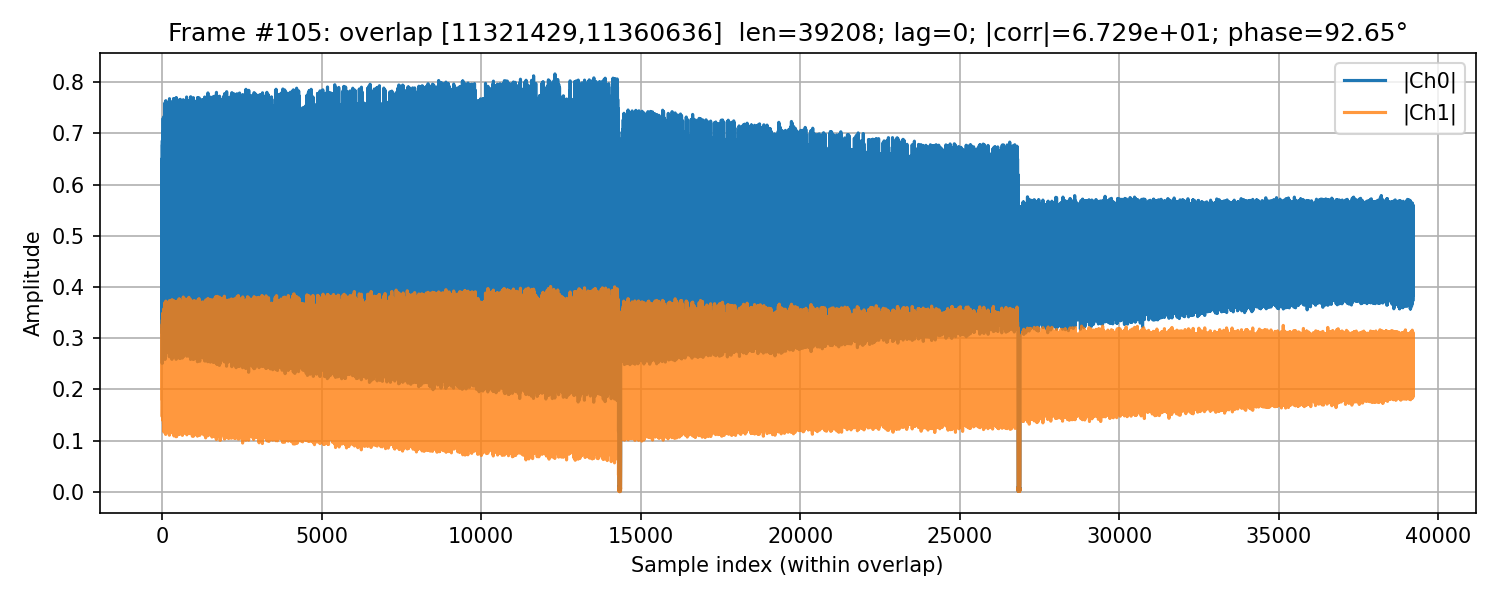 Frame #105: overlap [11321429,11360636]  len=39208; lag=0; |corr|=6.729e+01; phase=92.65°
|Ch0|
|Ch1|
Amplitude
0.8
0.7
0.6
0.5
0.4
0.3
0.2
0.1
0.0
0 5000 10000 15000 20000 25000 30000 35000 40000
Sample index (within overlap)